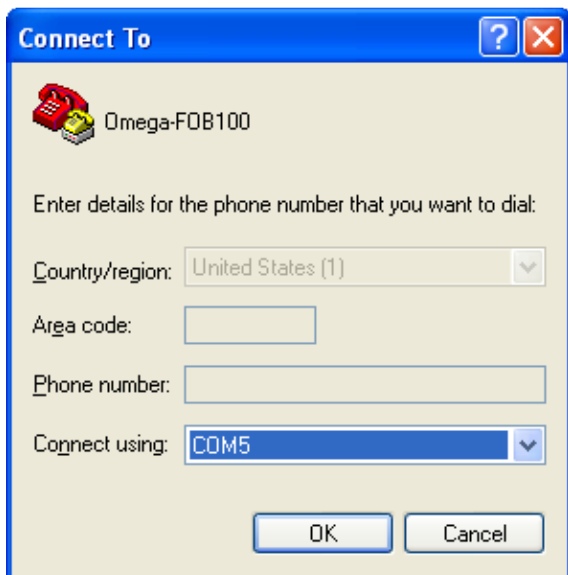 Connect To
Omega-FOB100
Enter details for the phone number that you want to dial:
Country/region: United States (1)
Area code:
Phone number:
Connect using: COM5
OK Cancel